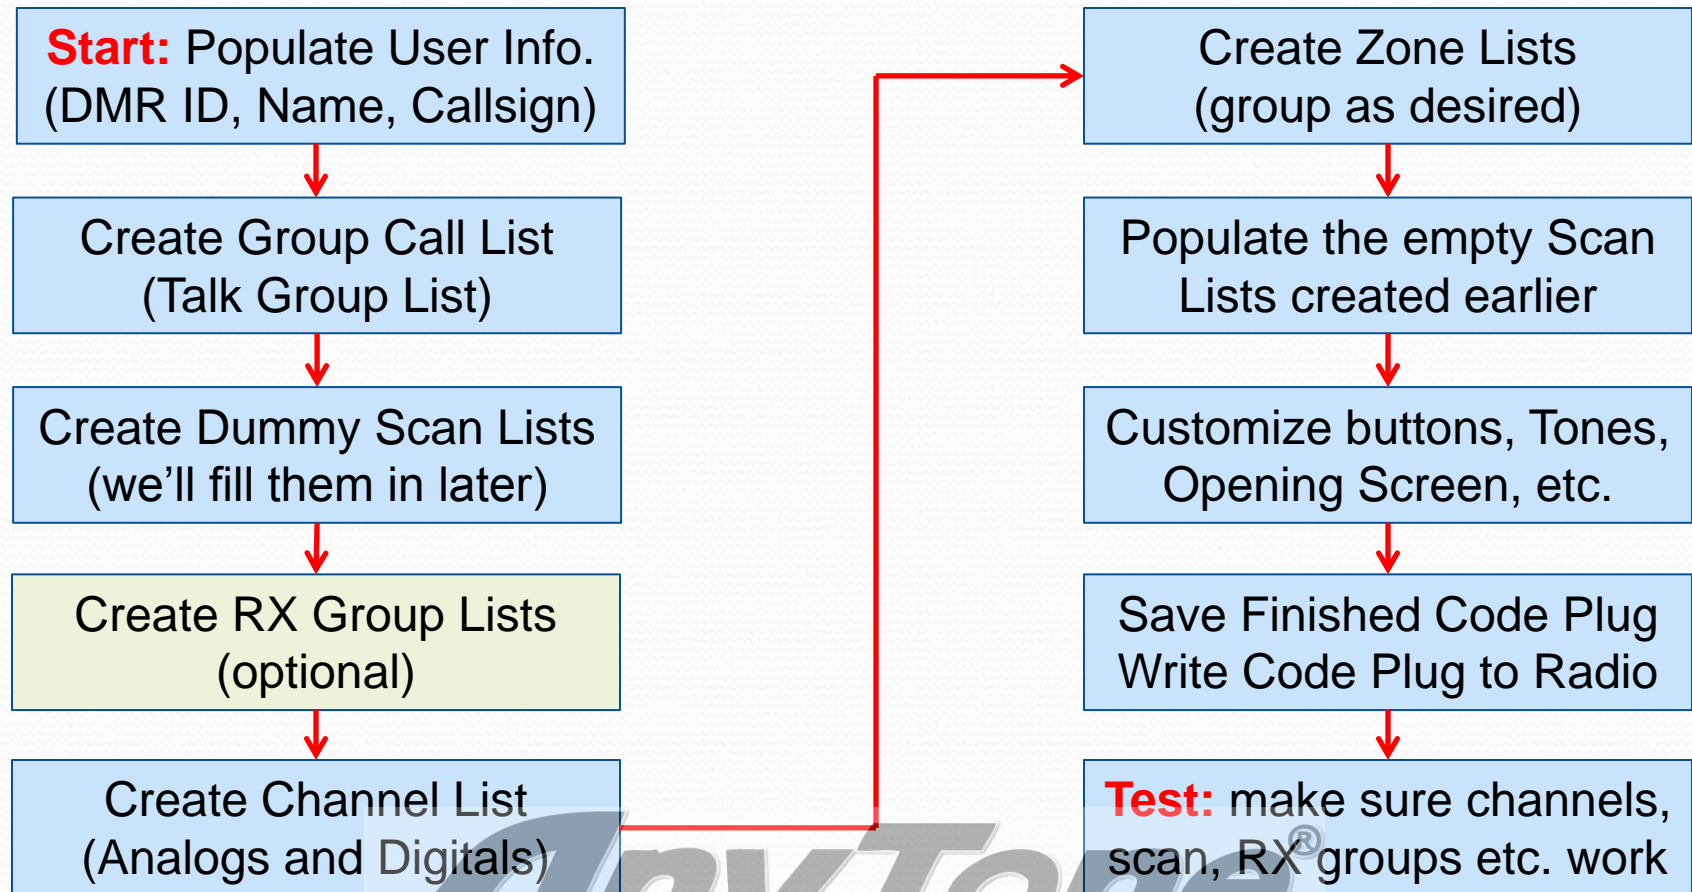 Start: Populate User Info.
(DMR ID, Name, Callsign)
Create Group Call List
(Talk Group List)
Create Dummy Scan Lists
(we’ll fill them in later)
Create RX Group Lists
(optional)
Create Channel List
(Analogs and Digitals)
Create Zone Lists
(group as desired)
Populate the empty Scan
Lists created earlier
Customize buttons, Tones,
Opening Screen, etc.
Save Finished Code Plug
Write Code Plug to Radio
Test: make sure channels,
scan, RX groups etc. work
AnyTone®